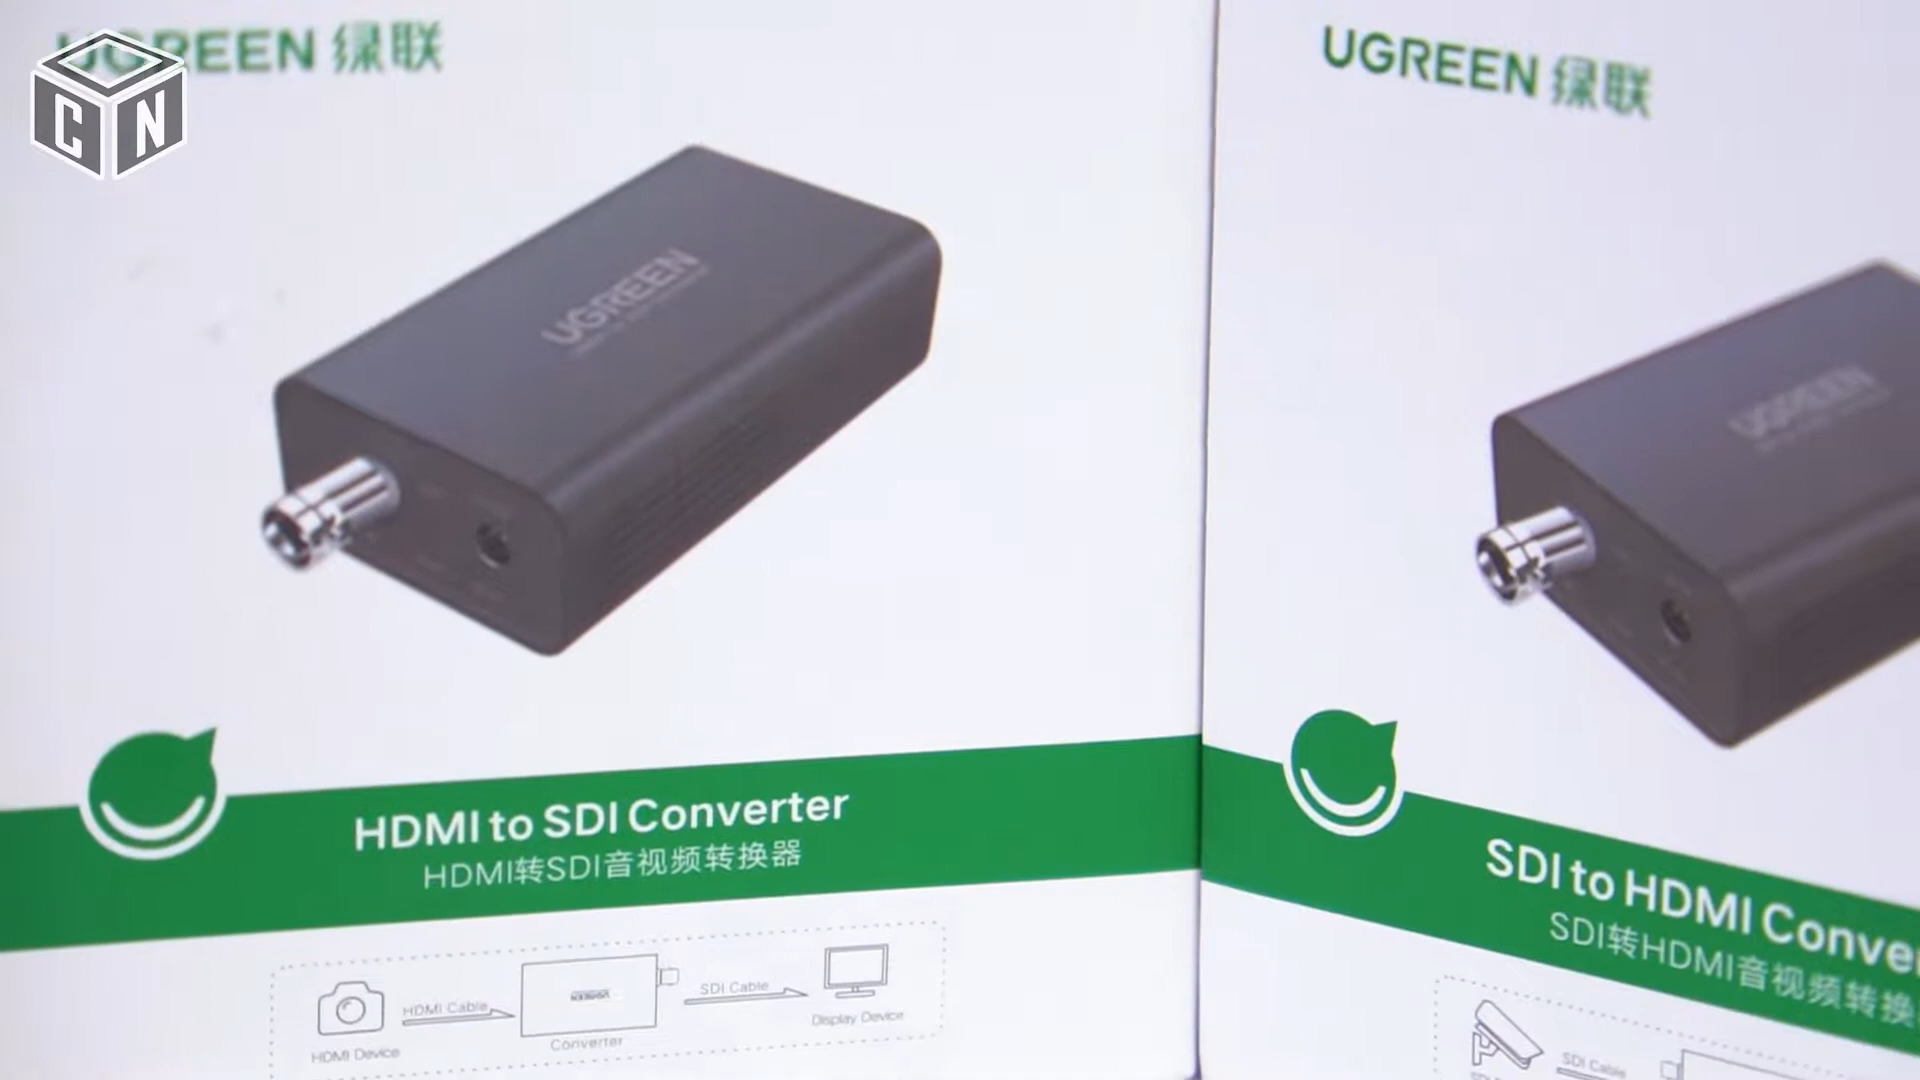 UGREEN 绿联
CN
UGREEN
HDMI to SDI Converter
HDMI转SDI音视频转换器
HDMI Cable
SDI Cable
HDMI Device
Converter
Display Device
UGREEN 绿联
UGREEN
SDI to HDMI Conver
SDI转HDMI音视频转换
SDI Cable